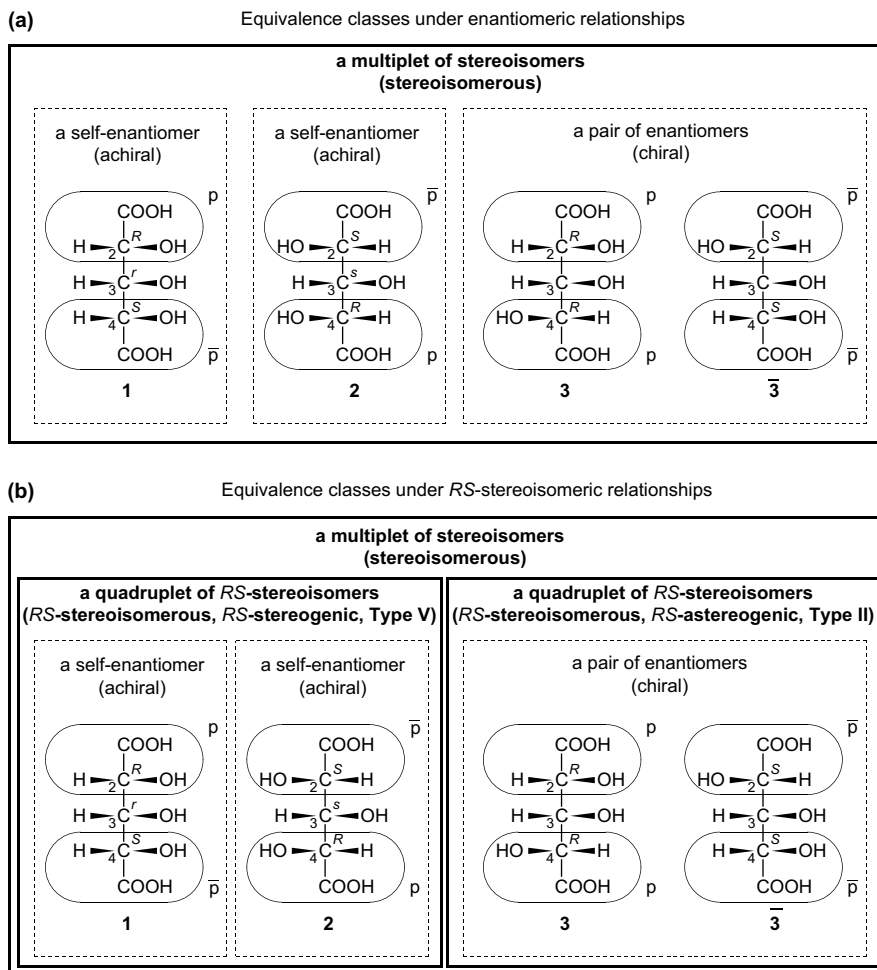 (a) Equivalence classes under enantiomeric relationships
a multiplet of stereoisomers
(stereoisomerous)
a self-enantiomer
(achiral)
p
COOH
H 2 C R OH
H 3 C r OH
H 4 C S OH
COOH
p̅
1
a self-enantiomer
(achiral)
p̅
COOH
HO 2 C S H
H 3 C s OH
HO 4 C R H
COOH
p
2
a pair of enantiomers
(chiral)
p
COOH
H 2 C R OH
H 3 C OH
HO 4 C R H
COOH
p
3
p̅
COOH
HO 2 C S H
H 3 C OH
H 4 C S OH
COOH
p̅
3̅
(b) Equivalence classes under RS-stereoisomeric relationships
a multiplet of stereoisomers
(stereoisomerous)
a quadruplet of RS-stereoisomers
(RS-stereoisomerous, RS-stereogenic, Type V)
a self-enantiomer
(achiral)
p
COOH
H 2 C R OH
H 3 C r OH
H 4 C S OH
COOH
p̅
1
a self-enantiomer
(achiral)
p̅
COOH
HO 2 C S H
H 3 C s OH
HO 4 C R H
COOH
p
2
a quadruplet of RS-stereoisomers
(RS-stereoisomerous, RS-astereogenic, Type II)
a pair of enantiomers
(chiral)
p
COOH
H 2 C R OH
H 3 C OH
HO 4 C R H
COOH
p
3
p̅
COOH
HO 2 C S H
H 3 C OH
H 4 C S OH
COOH
p̅
3̅